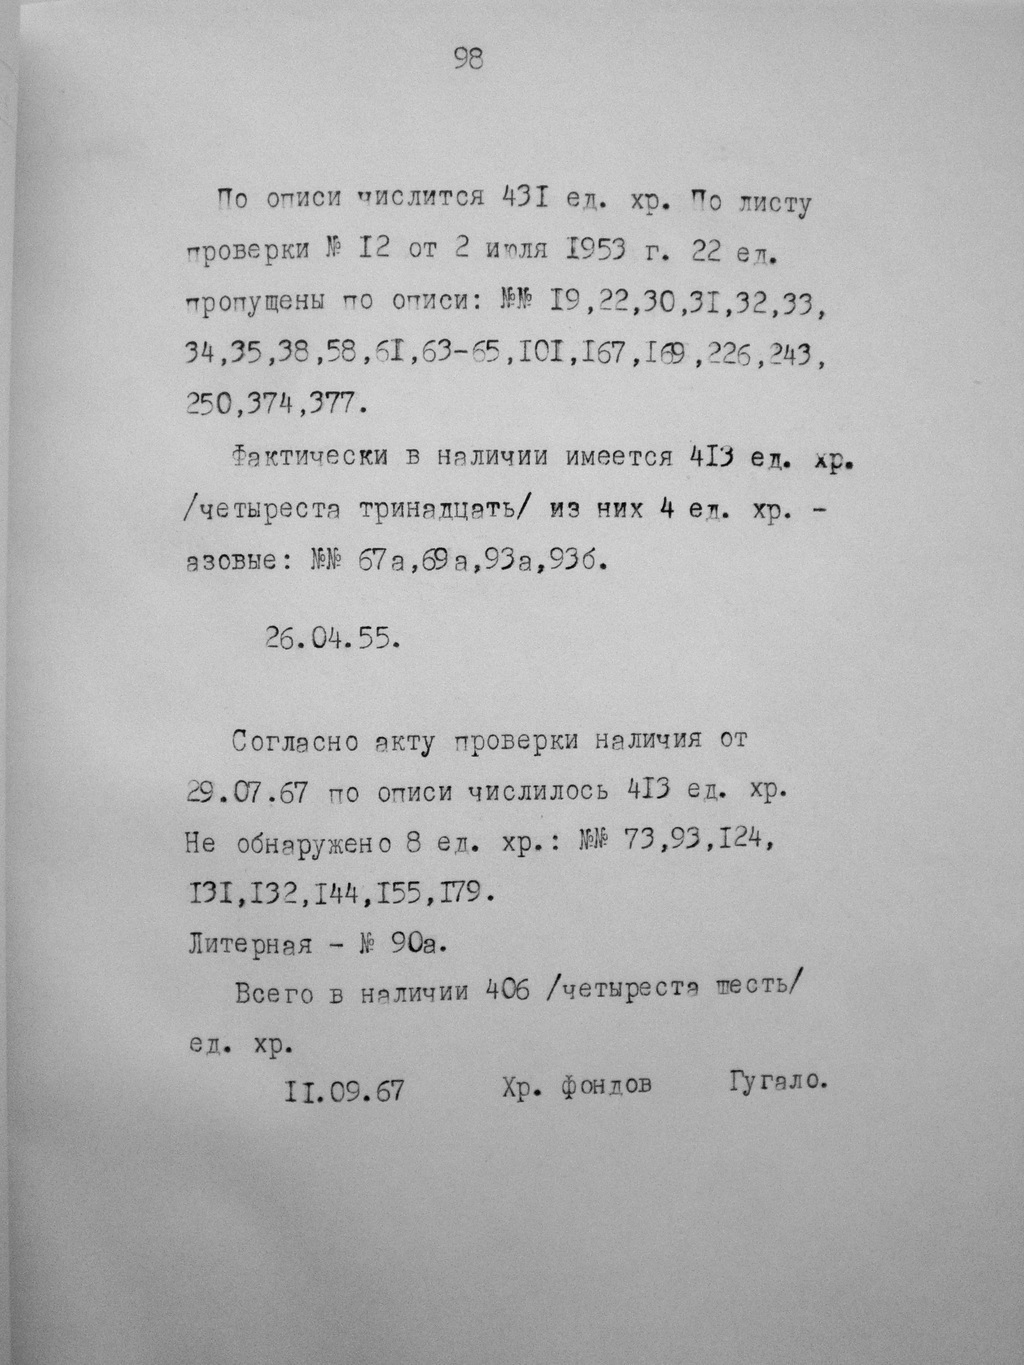 98
По описи числится 431 ед. хр. По листу
проверки № 12 от 2 июля 1953 г. 22 ед.
пропущены по описи: №№ 19,22,30,31,32,33,
34,35,38,58,61,63-65,101,167,169,226,243,
250,374,377.
Фактически в наличии имеется 413 ед. хр.
/четыреста тринадцать/ из них 4 ед. хр. -
азовые: №№ 67а,69а,93а,93б.
26.04.55.
Согласно акту проверки наличия от
29.07.67 по описи числилось 413 ед. хр.
Не обнаружено 8 ед. хр.: №№ 73,93,124,
131,132,144,155,179.
Литерная - № 90а.
Всего в наличии 406 /четыреста шесть/
ед. хр.
11.09.67 Хр. фондов Гугало.